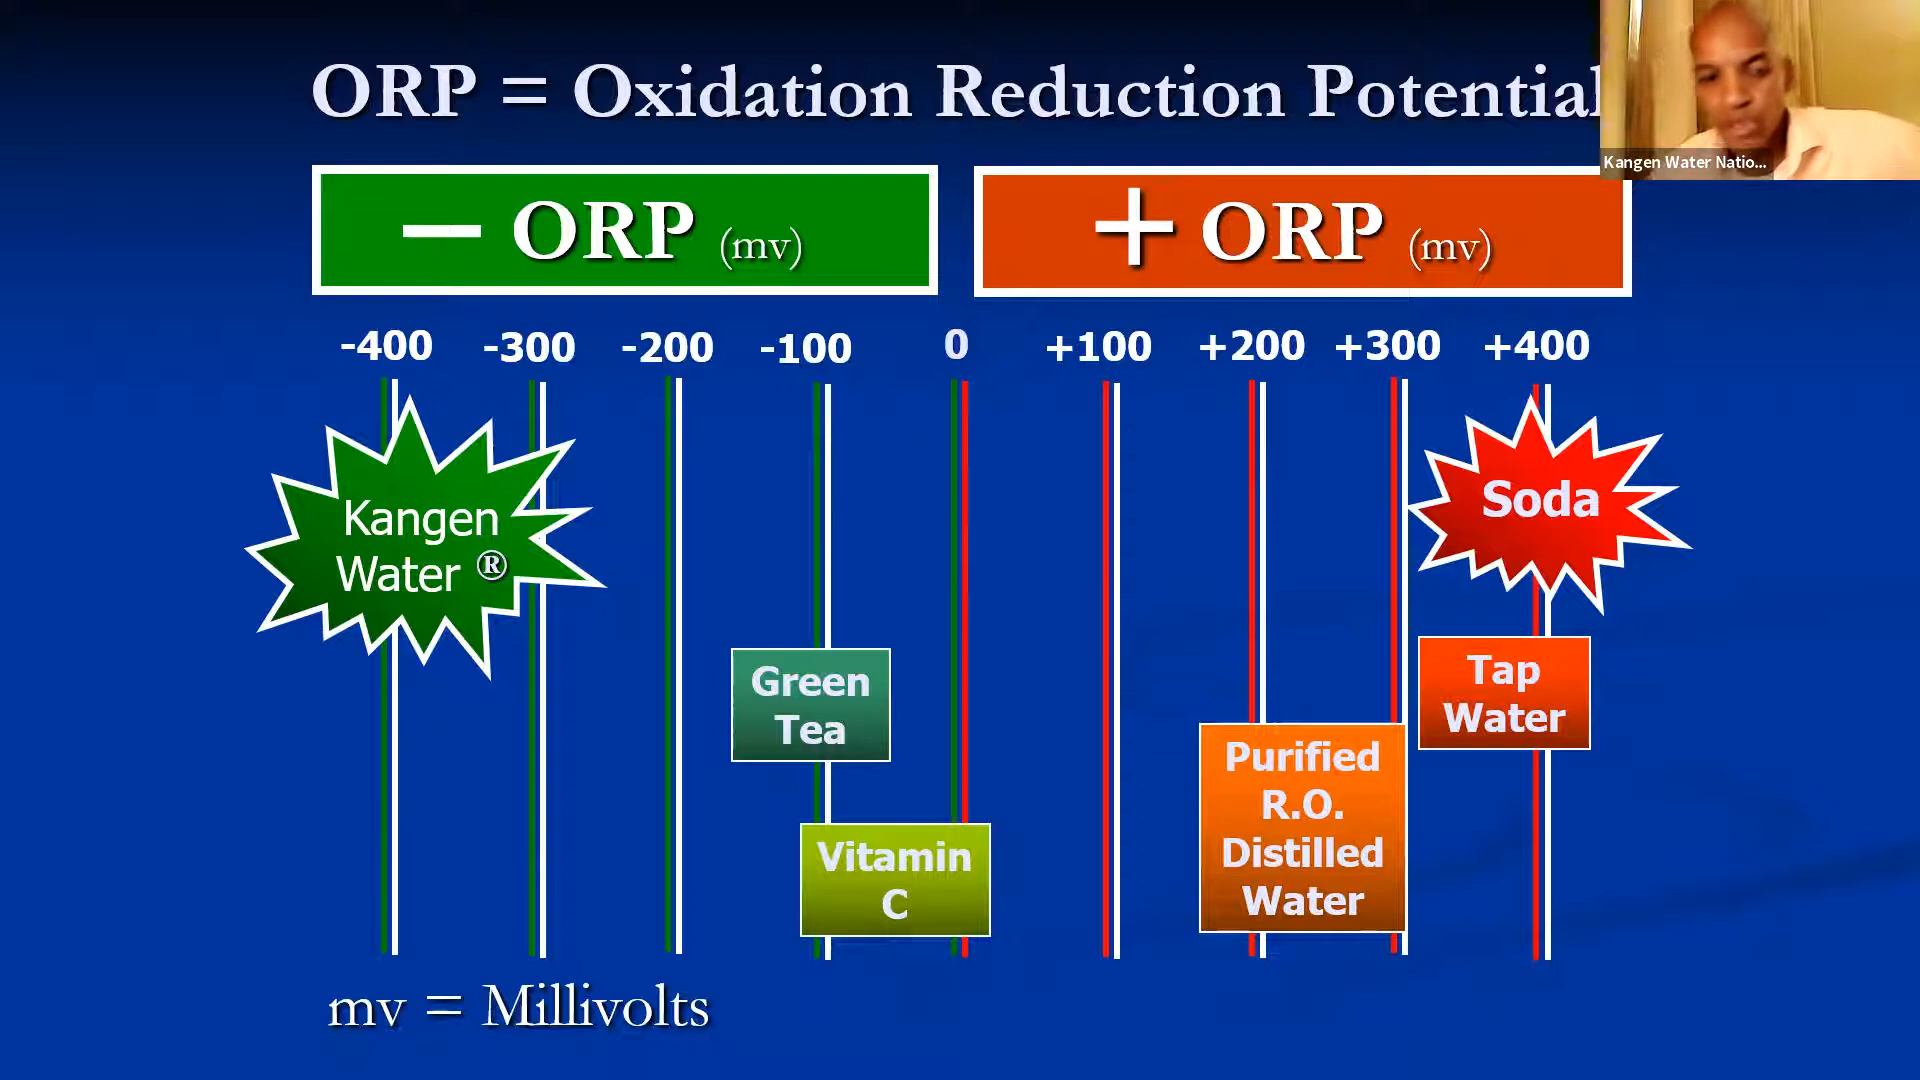 ORP = Oxidation Reduction Potential
Kangen Water Natio...
− ORP (mv)
+ ORP (mv)
-400 -300 -200 -100 0 +100 +200 +300 +400
Kangen
Water ®
Soda
Green
Tea
Tap
Water
Vitamin
C
Purified
R.O.
Distilled
Water
mv = Millivolts